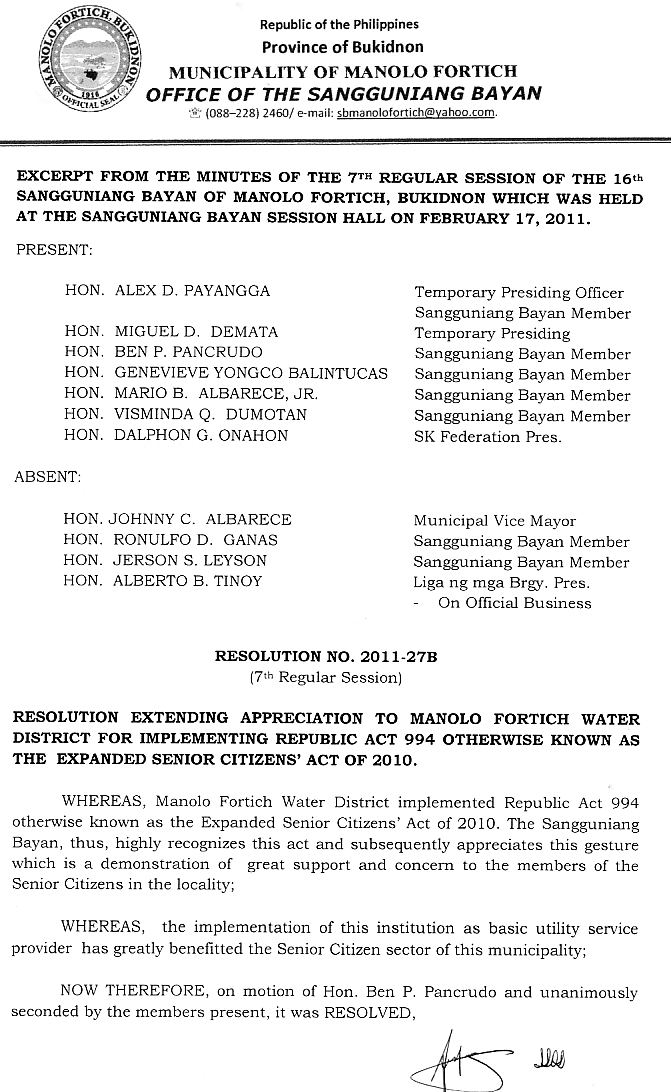 MANOLO FORTICH, BUKIDNON
1916
OFFICIAL SEAL
Republic of the Philippines
Province of Bukidnon
MUNICIPALITY OF MANOLO FORTICH
OFFICE OF THE SANGGUNIANG BAYAN
☏ (088–228) 2460/ e-mail: sbmanolofortich@yahoo.com.
EXCERPT FROM THE MINUTES OF THE 7TH REGULAR SESSION OF THE 16th
SANGGUNIANG BAYAN OF MANOLO FORTICH, BUKIDNON WHICH WAS HELD
AT THE SANGGUNIANG BAYAN SESSION HALL ON FEBRUARY 17, 2011.
PRESENT:
HON. ALEX D. PAYANGGA Temporary Presiding Officer
Sangguniang Bayan Member
HON. MIGUEL D. DEMATA Temporary Presiding
HON. BEN P. PANCRUDO Sangguniang Bayan Member
HON. GENEVIEVE YONGCO BALINTUCAS Sangguniang Bayan Member
HON. MARIO B. ALBARECE, JR. Sangguniang Bayan Member
HON. VISMINDA Q. DUMOTAN Sangguniang Bayan Member
HON. DALPHON G. ONAHON SK Federation Pres.
ABSENT:
HON. JOHNNY C. ALBARECE Municipal Vice Mayor
HON. RONULFO D. GANAS Sangguniang Bayan Member
HON. JERSON S. LEYSON Sangguniang Bayan Member
HON. ALBERTO B. TINOY Liga ng mga Brgy. Pres.
- On Official Business
RESOLUTION NO. 2011-27B
(7th Regular Session)
RESOLUTION EXTENDING APPRECIATION TO MANOLO FORTICH WATER
DISTRICT FOR IMPLEMENTING REPUBLIC ACT 994 OTHERWISE KNOWN AS
THE EXPANDED SENIOR CITIZENS' ACT OF 2010.
WHEREAS, Manolo Fortich Water District implemented Republic Act 994
otherwise known as the Expanded Senior Citizens' Act of 2010. The Sangguniang
Bayan, thus, highly recognizes this act and subsequently appreciates this gesture
which is a demonstration of great support and concern to the members of the
Senior Citizens in the locality;
WHEREAS, the implementation of this institution as basic utility service
provider has greatly benefitted the Senior Citizen sector of this municipality;
NOW THEREFORE, on motion of Hon. Ben P. Pancrudo and unanimously
seconded by the members present, it was RESOLVED,